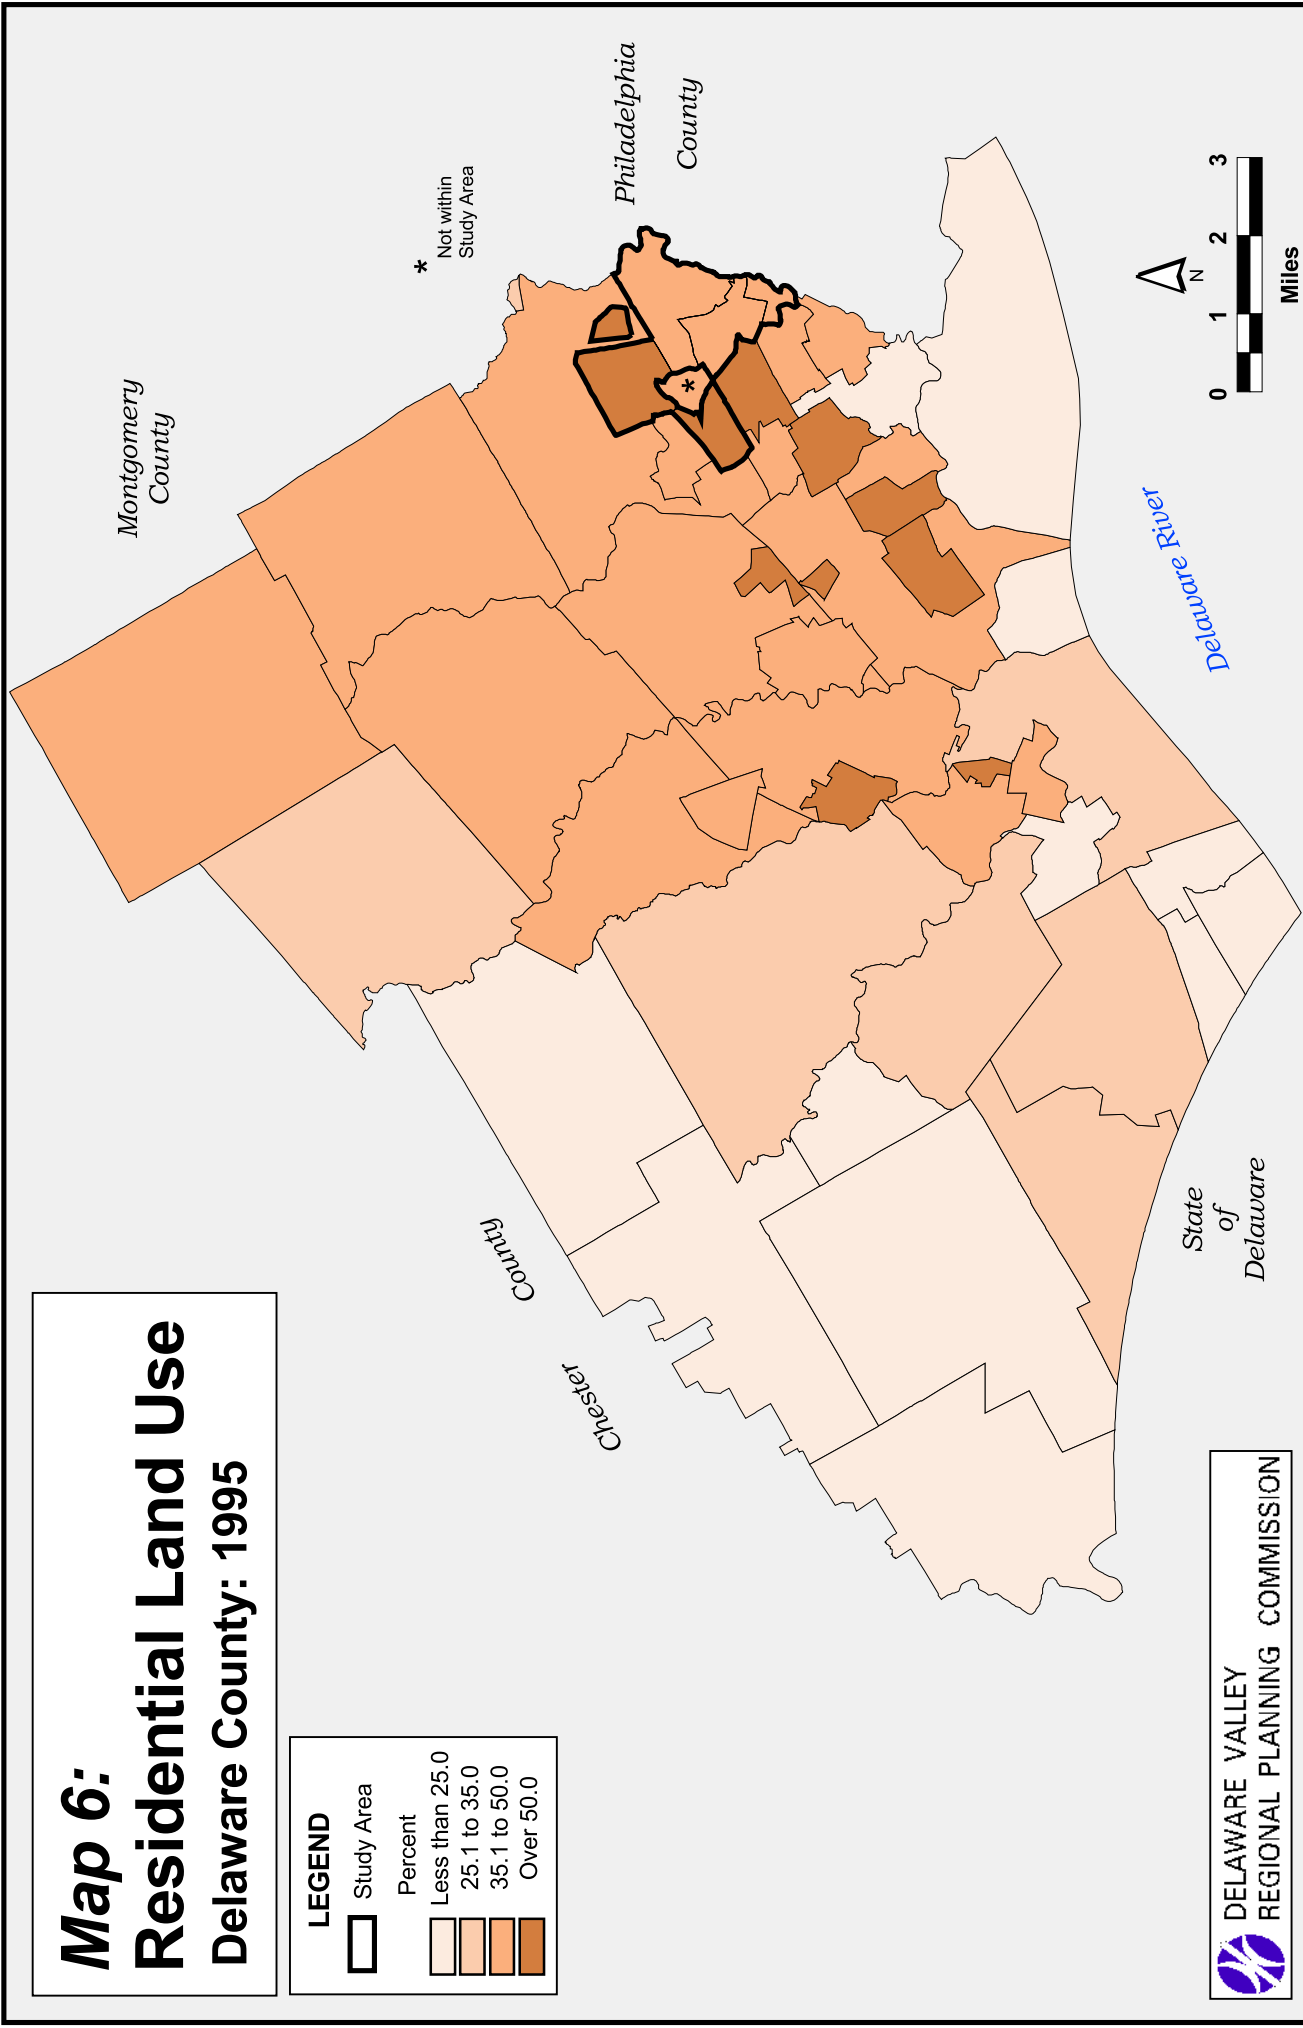 Map 6:
Residential Land Use
Delaware County: 1995
LEGEND
Study Area
Percent
Less than 25.0
25.1 to 35.0
35.1 to 50.0
Over 50.0
Montgomery
County
*
Not within
Study Area
Philadelphia
County
*
Chester
County
Delaware River
State
of
Delaware
N
0 1 2 3
Miles
DELAWARE VALLEY
REGIONAL PLANNING COMMISSION